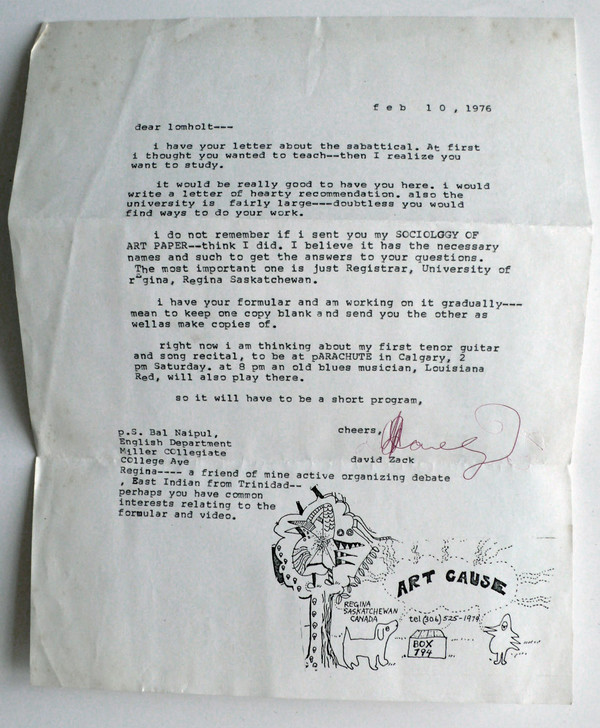 feb 10, 1976
dear lomholt---
i have your letter about the sabattical. At first
i thought you wanted to teach--then I realize you
want to study.
it would be really good to have you here. i would
write a letter of hearty recommendation. also the
university is fairly large---doubtless you would
find ways to do your work.
i do not remember if i sent you my SOCIOLGGY OF
ART PAPER--think I did. I believe it has the necessary
names and such to get the answers to your questions.
The most important one is just Registrar, University of
regina, Regina Saskatchewan.
i have your formular and am working on it gradually---
mean to keep one copy blank and send you the other as
wellas make copies of.
right now i am thinking about my first tenor guitar
and song recital, to be at pARACHUTE in Calgary, 2
pm Saturday. at 8 pm an old blues musician, Louisiana
Red, will also play there.
so it will have to be a short program,
cheers,
david Zack
p.S. Bal Naipul,
English Department
Miller COllegiate
COllege Ave
Regina---- a friend of mine active organizing debate
, East Indian from Trinidad--
perhaps you have common
interests relating to the
formular and video.
ART CAUSE
REGINA
SASKATCHEWAN
CANADA
tel (306) 525-1974
BOX
794